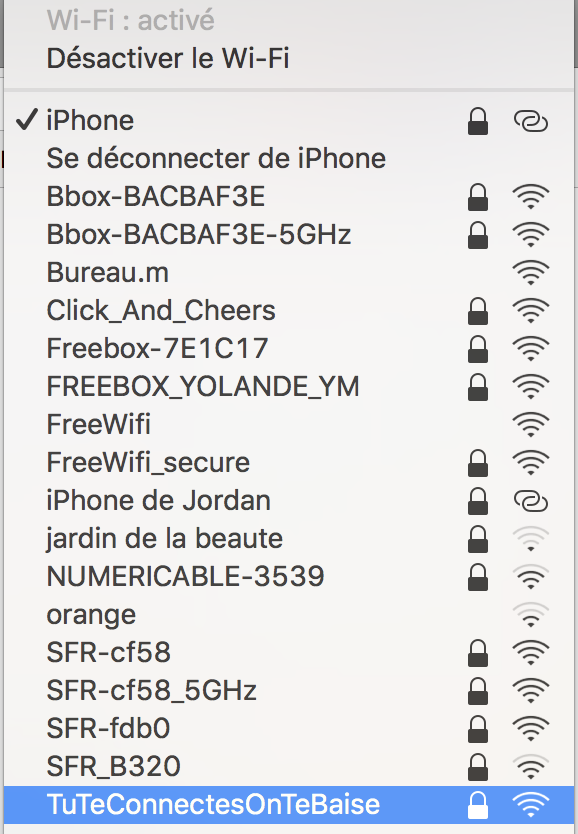 Wi-Fi : activé
Désactiver le Wi-Fi
iPhone
Se déconnecter de iPhone
Bbox-BACBAF3E
Bbox-BACBAF3E-5GHz
Bureau.m
Click_And_Cheers
Freebox-7E1C17
FREEBOX_YOLANDE_YM
FreeWifi
FreeWifi_secure
iPhone de Jordan
jardin de la beaute
NUMERICABLE-3539
orange
SFR-cf58
SFR-cf58_5GHz
SFR-fdb0
SFR_B320
TuTeConnectesOnTeBaise